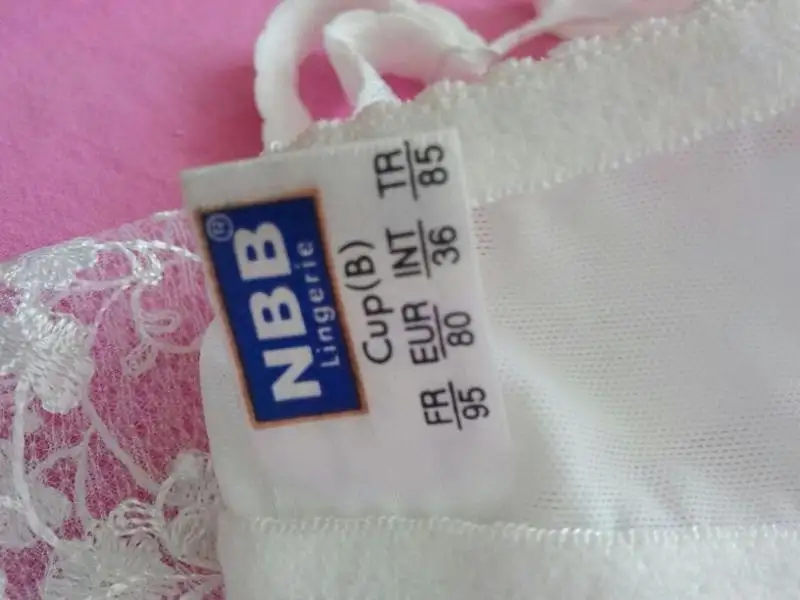 NBB®
Lingerie
Cup(B)
FR EUR INT TR
95 80 36 85